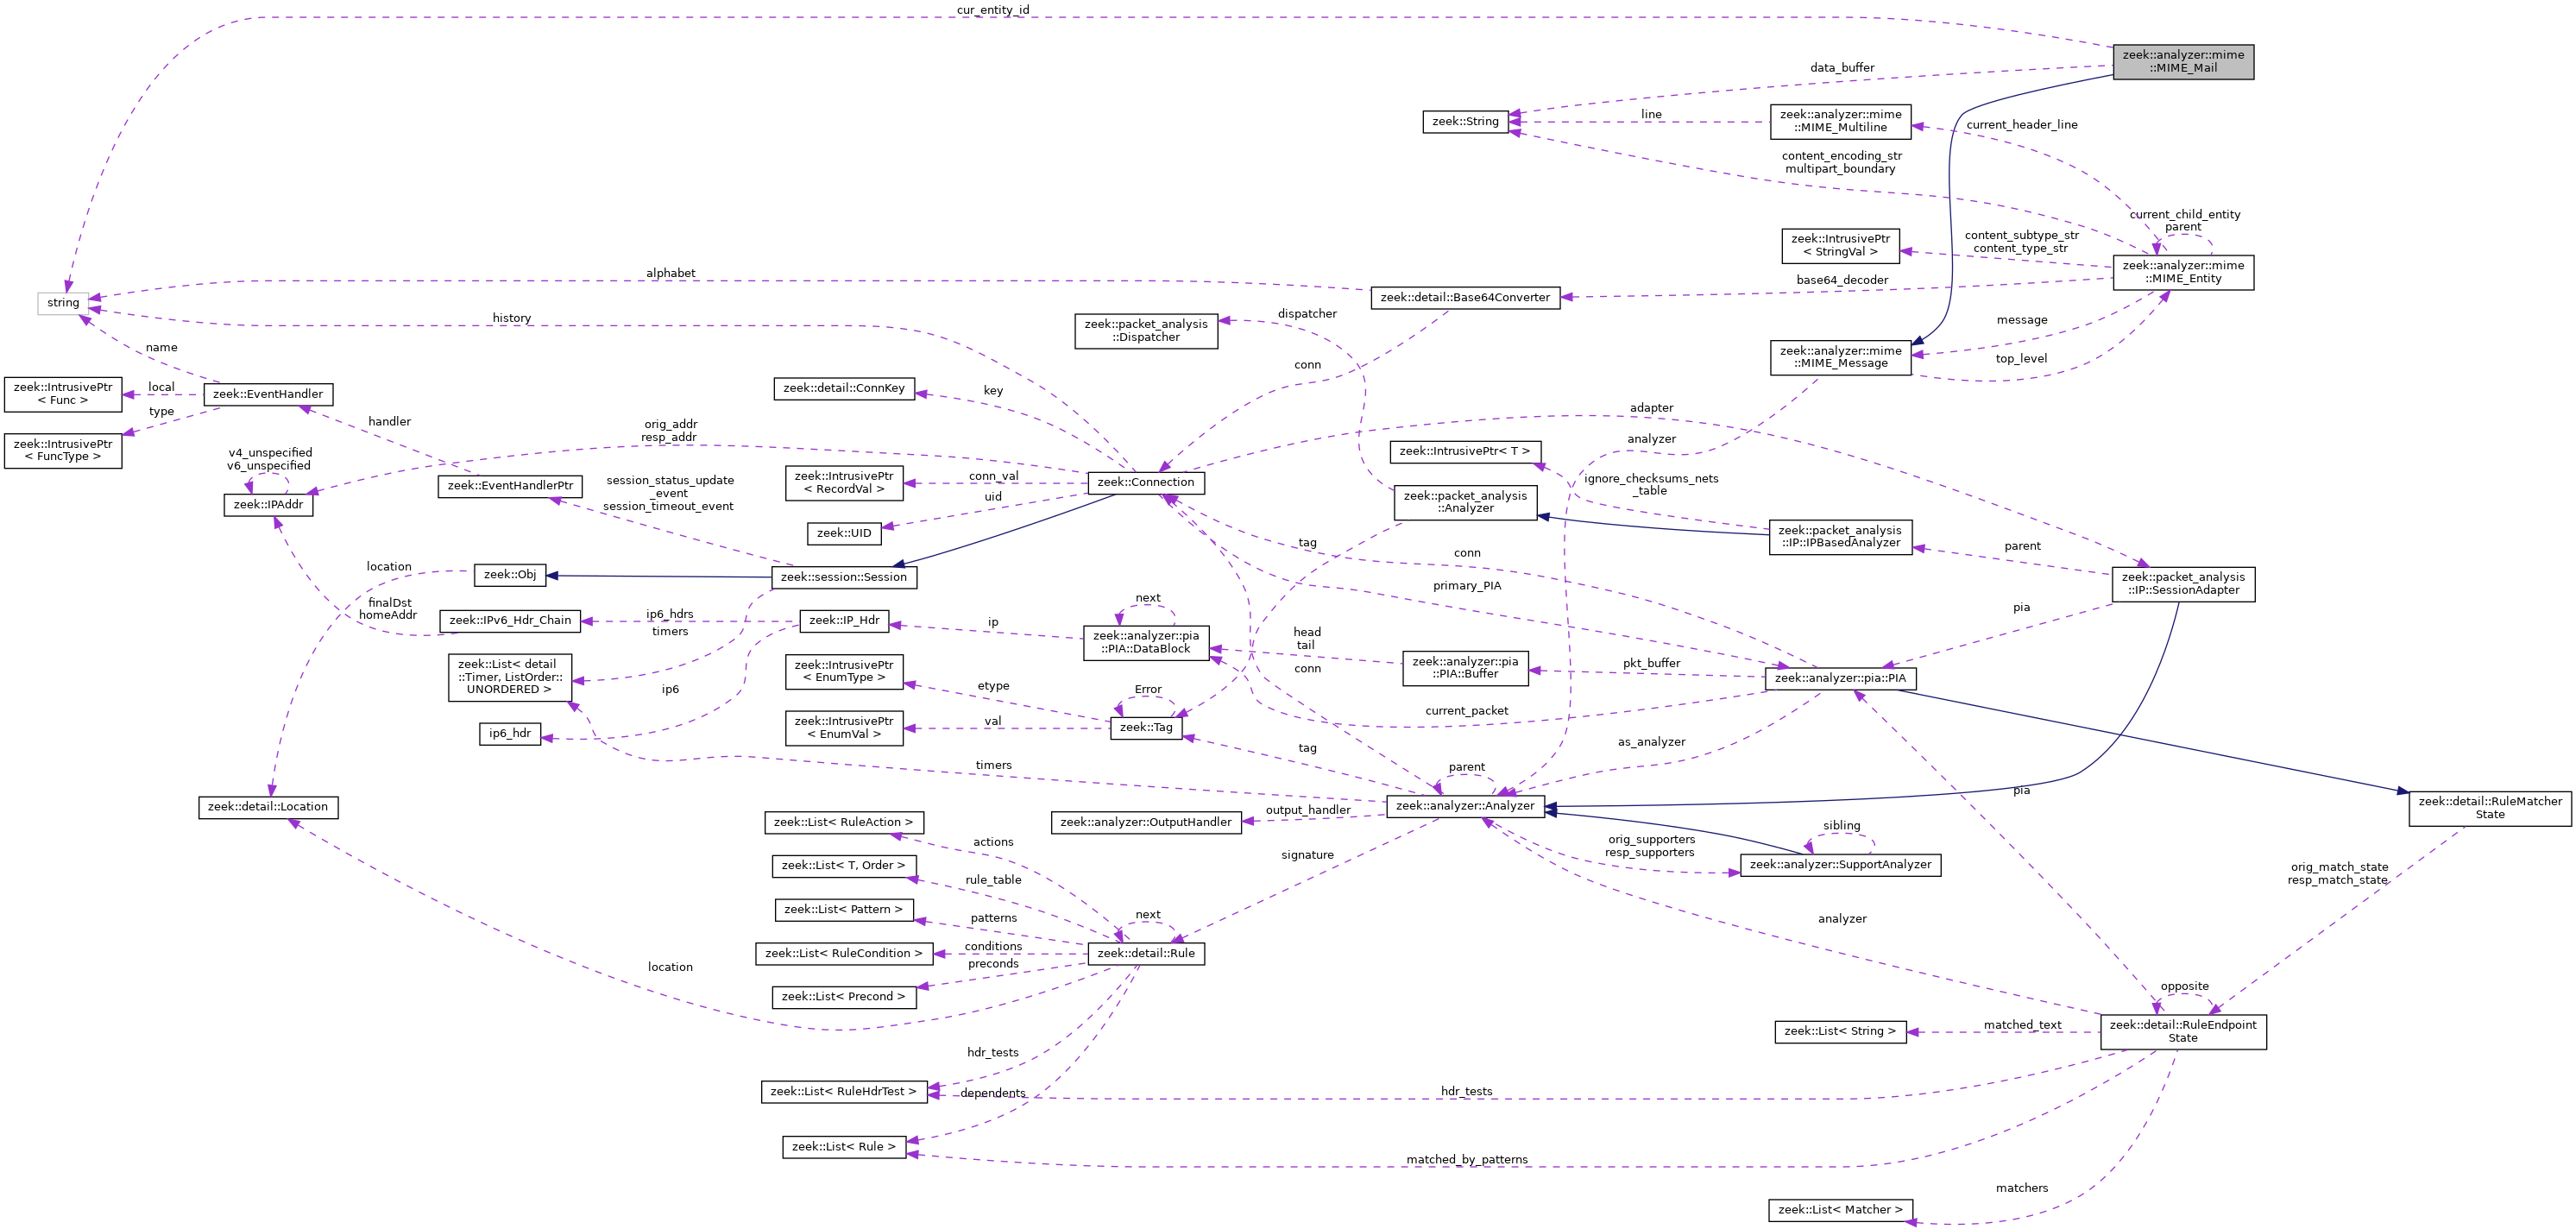 cur_entity_id
zeek::analyzer::mime
::MIME_Mail
data_buffer
zeek::String
line
zeek::analyzer::mime
::MIME_Multiline
current_header_line
content_encoding_str
multipart_boundary
current_child_entity
parent
zeek::IntrusivePtr
< StringVal >
content_subtype_str
content_type_str
zeek::analyzer::mime
::MIME_Entity
alphabet
base64_decoder
zeek::detail::Base64Converter
string
history
zeek::packet_analysis
::Dispatcher
dispatcher
message
name
zeek::analyzer::mime
::MIME_Message
top_level
conn
zeek::IntrusivePtr
< Func >
local
zeek::EventHandler
zeek::detail::ConnKey
key
type
adapter
zeek::IntrusivePtr
< FuncType >
handler
orig_addr
resp_addr
analyzer
zeek::IntrusivePtr< T >
v4_unspecified
v6_unspecified
zeek::EventHandlerPtr
session_status_update
_event
session_timeout_event
zeek::IntrusivePtr
< RecordVal >
conn_val
zeek::Connection
ignore_checksums_nets
_table
zeek::IPAddr
uid
zeek::packet_analysis
::Analyzer
zeek::UID
zeek::packet_analysis
::IP::IPBasedAnalyzer
tag
conn
parent
location
zeek::Obj
zeek::session::Session
zeek::packet_analysis
::IP::SessionAdapter
primary_PIA
finalDst
homeAddr
zeek::IPv6_Hdr_Chain
ip6_hdrs
timers
zeek::IP_Hdr
ip
next
zeek::analyzer::pia
::PIA::DataBlock
head
tail
pia
zeek::List< detail
::Timer, ListOrder::
UNORDERED >
zeek::IntrusivePtr
< EnumType >
conn
zeek::analyzer::pia
::PIA::Buffer
pkt_buffer
zeek::analyzer::pia::PIA
ip6
etype
Error
current_packet
ip6_hdr
zeek::IntrusivePtr
< EnumVal >
val
zeek::Tag
tag
as_analyzer
timers
parent
pia
zeek::detail::Location
zeek::analyzer::Analyzer
zeek::detail::RuleMatcher
State
zeek::List< RuleAction >
zeek::analyzer::OutputHandler
output_handler
sibling
actions
signature
orig_supporters
resp_supporters
zeek::analyzer::SupportAnalyzer
zeek::List< T, Order >
rule_table
orig_match_state
resp_match_state
zeek::List< Pattern >
patterns
next
analyzer
zeek::List< RuleCondition >
conditions
zeek::detail::Rule
location
preconds
zeek::List< Precond >
opposite
zeek::List< String >
matched_text
zeek::detail::RuleEndpoint
State
hdr_tests
zeek::List< RuleHdrTest >
dependents
hdr_tests
zeek::List< Rule >
matched_by_patterns
matchers
zeek::List< Matcher >